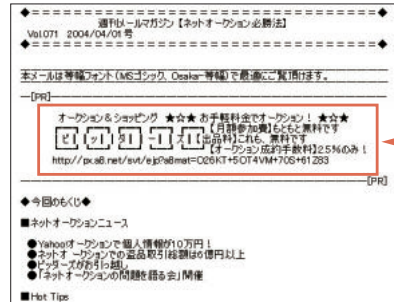 ◆=================================◆
週刊メールマガジン【ネットオークション必勝法】
Vol.071 2004/04/01号
◆=================================◆
本メールは等幅フォント(MSゴシック、Osaka-等幅)で最適にご覧頂けます。
―[PR]―
オークション&ショッピング ★☆★ お手軽料金でオークション! ★☆★
【月額参加費】もともと無料です
ビッダーズ【出品料】これも、無料です
【オークション成約手数料】2.5%のみ!
http://px.a8.net/svt/ejp?a8mat=O26KT+5OT4VM+70S+61Z83
―[PR]
◆今回のもくじ◆
■ネットオークションニュース
●Yahoo!オークションで個人情報が10万円!
●ネットオークションでの盗品取引総額は6億円以上
●ビッダーズがお引っ越し
●「ネットオークションの問題を語る会」開催
■Hot Tips